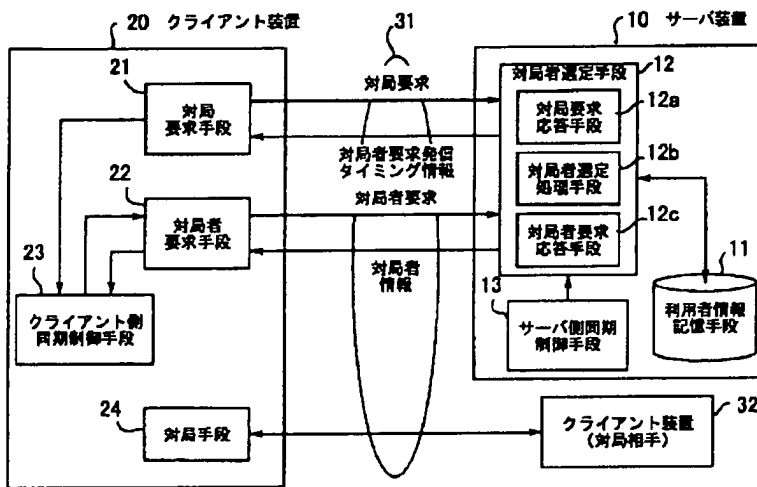 20 クライアント装置
31
10 サーバ装置
21
対局
要求手段
対局要求
対局者要求発信
タイミング情報
対局者選定手段
12
対局要求
応答手段
12a
対局者選定
処理手段
12b
対局者要求
応答手段
12c
22
対局者
要求手段
対局者要求
対局者
情報
23
クライアント側
同期制御手段
13
サーバ側同期
制御手段
11
利用者情報
記憶手段
24
対局手段
クライアント装置
(対局相手)
32